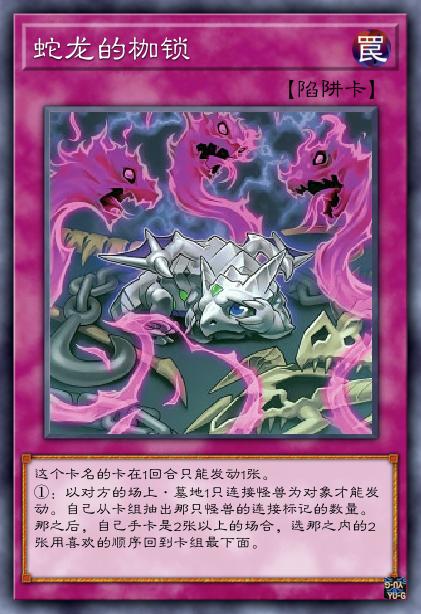 蛇龙的枷锁
罠
【陷阱卡】
这个卡名的卡在1回合只能发动1张。
①：以对方的场上·墓地1只连接怪兽为对象才能发
动。自己从卡组抽出那只怪兽的连接标记的数量。
那之后，自己手卡是2张以上的场合，选那之内的2
张用喜欢的顺序回到卡组最下面。